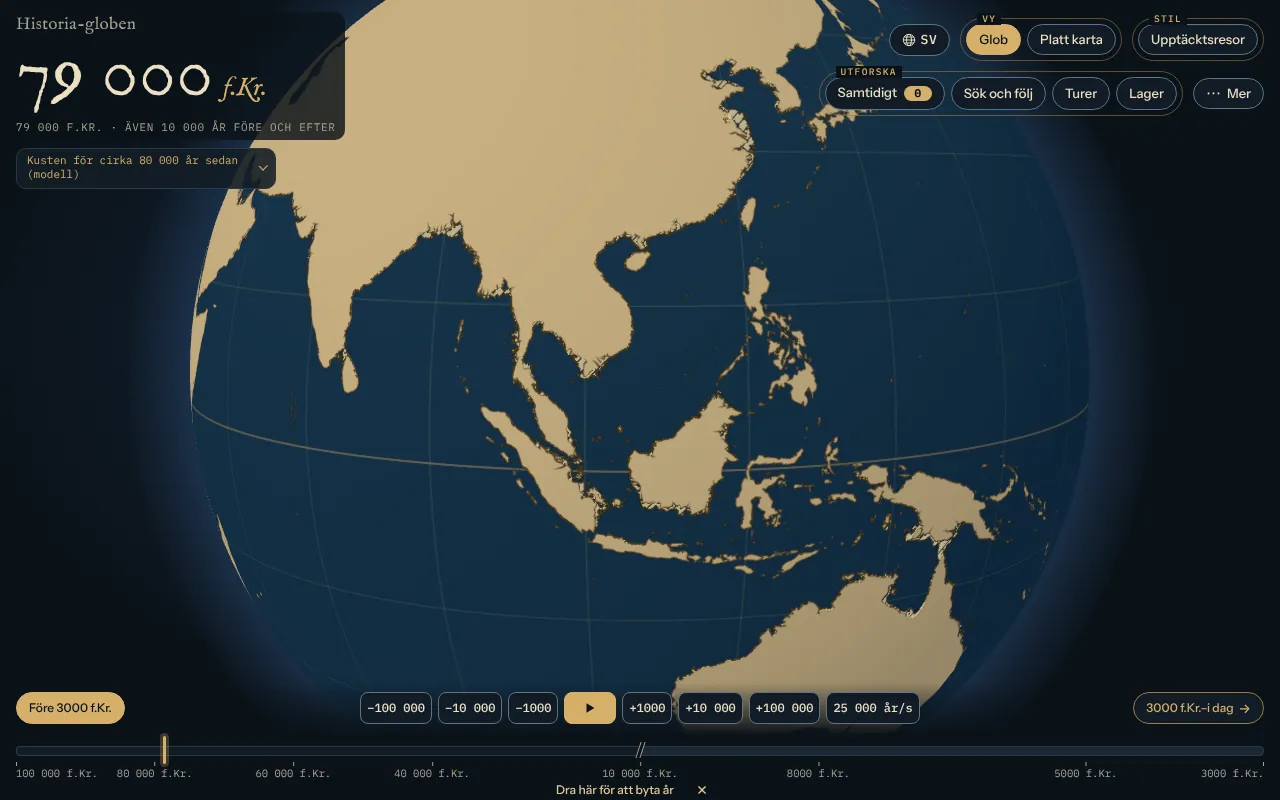 Historia-globen
79 000 f.Kr.
79 000 F.KR. · ÄVEN 10 000 ÅR FÖRE OCH EFTER
Kusten för cirka 80 000 år sedan
(modell)
SV
VY
Glob
Platt karta
STIL
Upptäcktsresor
UTFORSKA
Samtidigt 0
Sök och följ
Turer
Lager
··· Mer
Före 3000 f.Kr.
−100 000
−10 000
−1000
+1000
+10 000
+100 000
25 000 år/s
3000 f.Kr.–i dag →
100 000 f.Kr.
80 000 f.Kr.
60 000 f.Kr.
40 000 f.Kr.
10 000 f.Kr.
8000 f.Kr.
5000 f.Kr.
3000 f.Kr.
Dra här för att byta år ✕